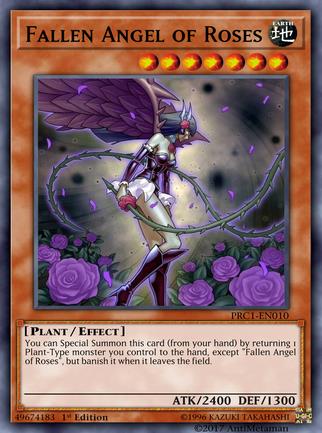 FALLEN ANGEL OF ROSES
EARTH
地
PRC1-EN010
[PLANT / EFFECT]
You can Special Summon this card (from your hand) by returning 1
Plant-Type monster you control to the hand, except "Fallen Angel
of Roses", but banish it when it leaves the field.
ATK/2400 DEF/1300
49674183 1st Edition ©1996 KAZUKI TAKAHASHI
©2017 AntiMetaman